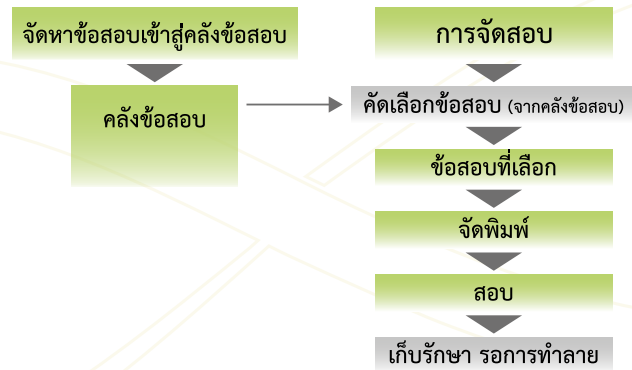 จัดหาข้อสอบเข้าสู่คลังข้อสอบ
คลังข้อสอบ
การจัดสอบ
คัดเลือกข้อสอบ (จากคลังข้อสอบ)
ข้อสอบที่เลือก
จัดพิมพ์
สอบ
เก็บรักษา รอการทำลาย